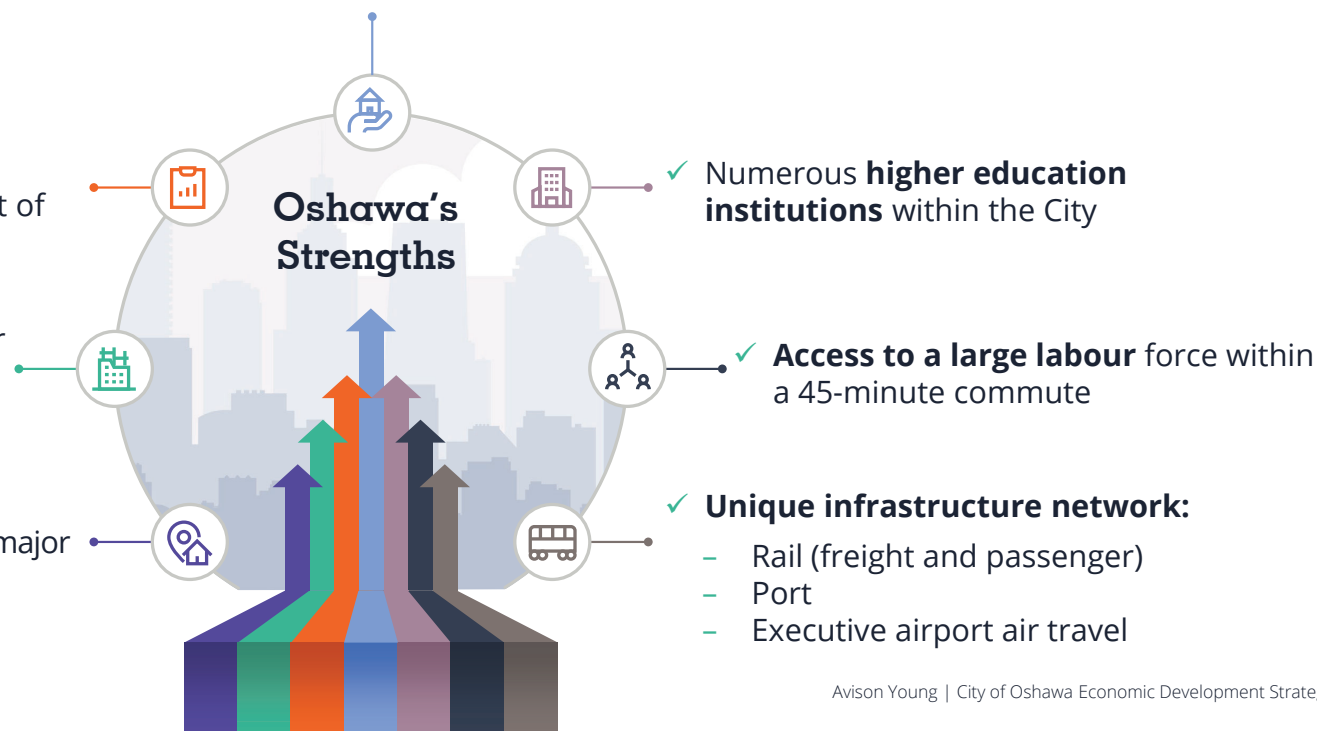 Oshawa's
Strengths
t of
r
major
✓ Numerous higher education
institutions within the City
✓ Access to a large labour force within
a 45-minute commute
✓ Unique infrastructure network:
– Rail (freight and passenger)
– Port
– Executive airport air travel
Avison Young | City of Oshawa Economic Development